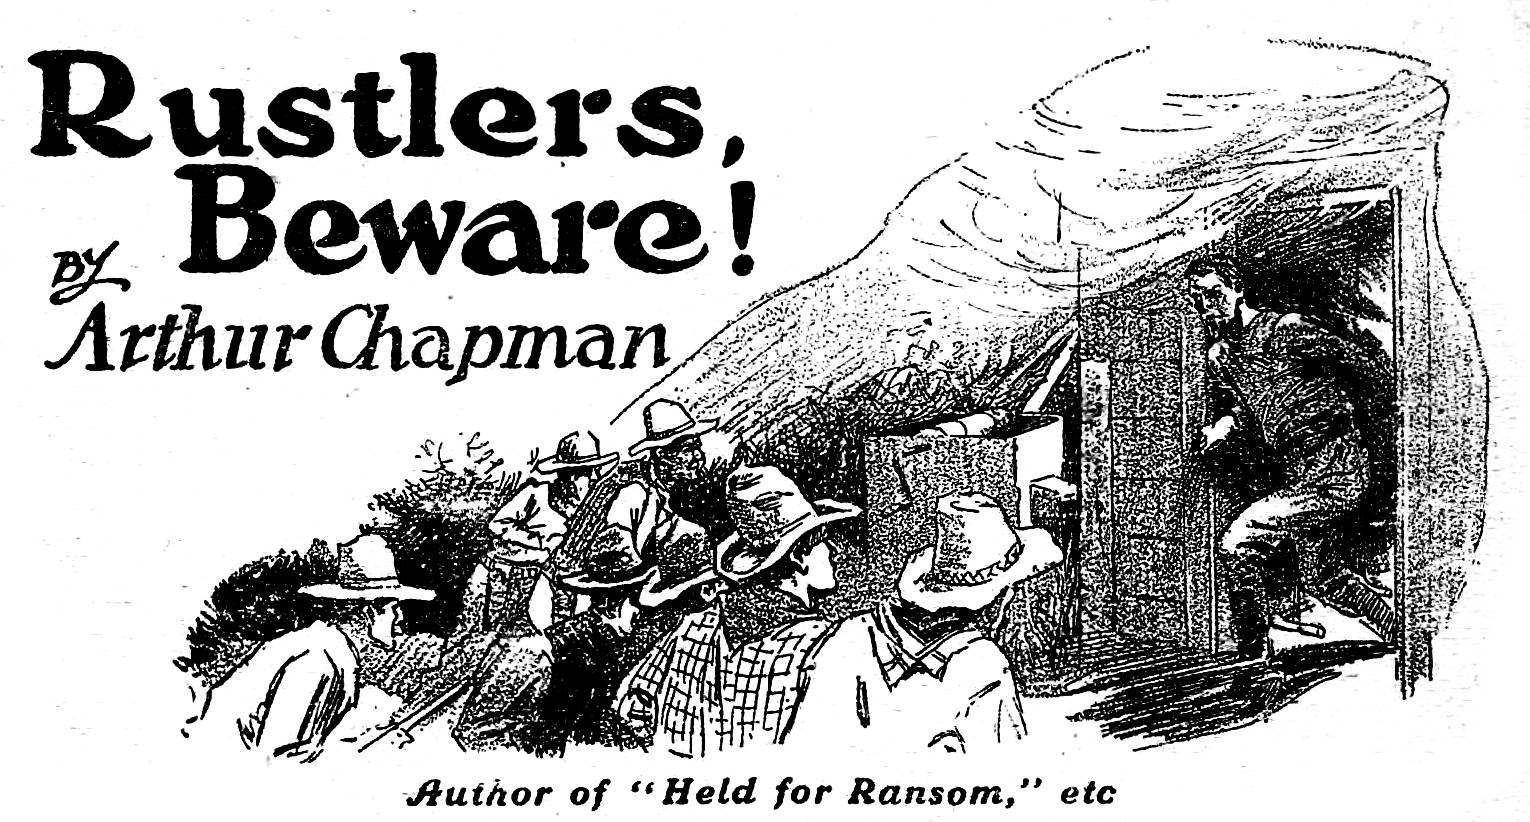 Rustlers,
Beware!
BY
Arthur Chapman
Author of "Held for Ransom," etc